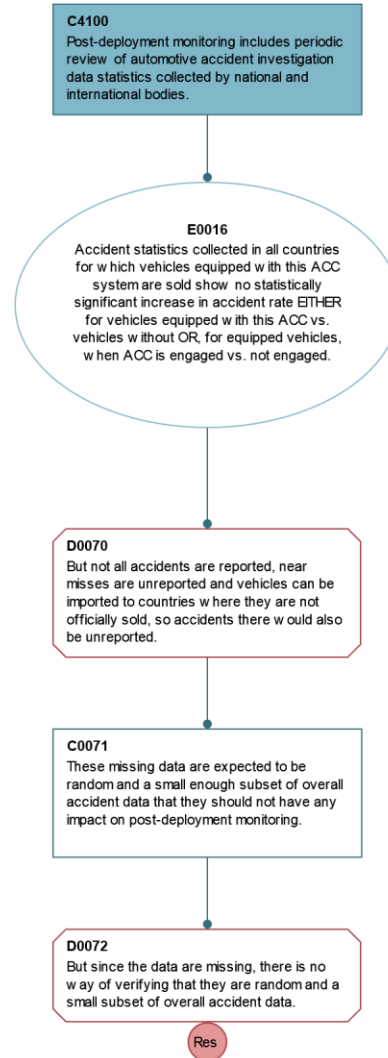 C4100
Post-deployment monitoring includes periodic
review of automotive accident investigation
data statistics collected by national and
international bodies.
E0016
Accident statistics collected in all countries
for which vehicles equipped with this ACC
system are sold show no statistically
significant increase in accident rate EITHER
for vehicles equipped with this ACC vs.
vehicles without OR, for equipped vehicles,
when ACC is engaged vs. not engaged.
D0070
But not all accidents are reported, near
misses are unreported and vehicles can be
imported to countries where they are not
officially sold, so accidents there would also
be unreported.
C0071
These missing data are expected to be
random and a small enough subset of overall
accident data that they should not have any
impact on post-deployment monitoring.
D0072
But since the data are missing, there is no
way of verifying that they are random and a
small subset of overall accident data.
Res